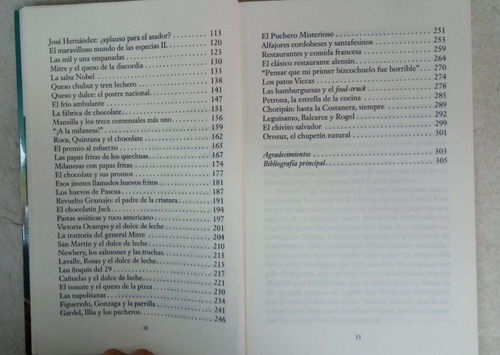 José Hernández: ¿aplauso para el asador? 113
El maravilloso mundo de las especias II. 120
Las mil y una empanadas 123
Mitre y el queso de la discordia 126
La salsa Nobel 129
Queso chubut y tren lechero 132
Queso y dulce: el postre nacional 138
El frío ambulante 147
La fábrica de chocolate 151
Mansilla y los trece comensales más uno 156
“¡A la milanesa!” 159
Roca, Quintana y el chocolate 162
El premio al esfuerzo 165
Las papas fritas de los quechuas 167
Milanesas con papas fritas 174
El chocolate y sus promos 177
Esos jinetes llamados huevos fritos 181
Los huevos de Pascua 187
Revuelto Gramajo: el padre de la criatura 191
El chocolatín Jack 194
Pastas asiáticas y tuco americano 197
Victoria Ocampo y el dulce de leche 201
La trattoria del general Mitre 204
San Martín y el dulce de leche 210
Newbery, los salmones y las truchas. 213
Lavalle, Rosas y el dulce de leche. 215
Los ñoquis del 29 217
Cañuelas y el dulce de leche 221
El tomate y el queso de la pizza 230
Las napolitanas 234
Figueredo, Gonzaga y la parrilla 241
Gardel, Illia y los pucheros. 246
10
El Puchero Misterioso 251
Alfajores cordobeses y santafesinos 253
Restaurantes y comida francesa 259
El clásico restaurante alemán 264
“Pensar que mi primer bizcochuelo fue horrible” 270
Los patos Viccas 274
Las hamburguesas y el food-truck 278
Petrona, la estrella de la cocina 285
Choripán: hasta la Costanera, siempre 289
Leguisamo, Balcarce y Rogel 292
El chivito salvador 299
Oronuz, el chupetín natural 301
Agradecimientos 303
Bibliografía principal 305
11